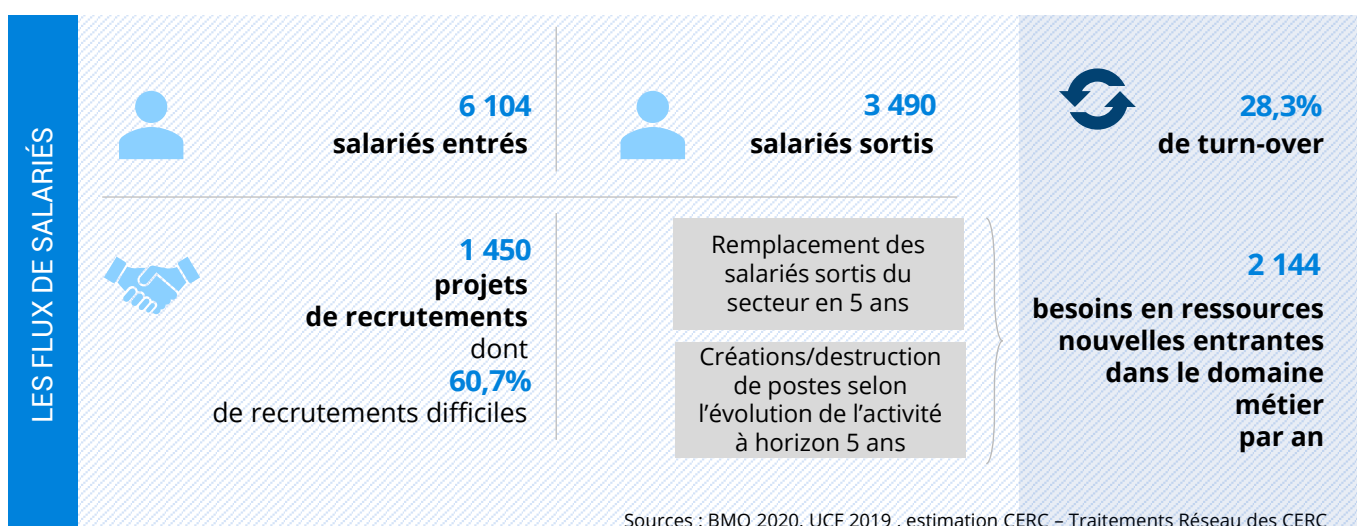 LES FLUX DE SALARIÉS
6 104
salariés entrés
3 490
salariés sortis
28,3%
de turn-over
1 450
projets
de recrutements
dont
60,7%
de recrutements difficiles
Remplacement des
salariés sortis du
secteur en 5 ans
Créations/destruction
de postes selon
l’évolution de l’activité
à horizon 5 ans
2 144
besoins en ressources
nouvelles entrantes
dans le domaine
métier
par an
Sources : BMO 2020, UCF 2019 , estimation CERC – Traitements Réseau des CERC